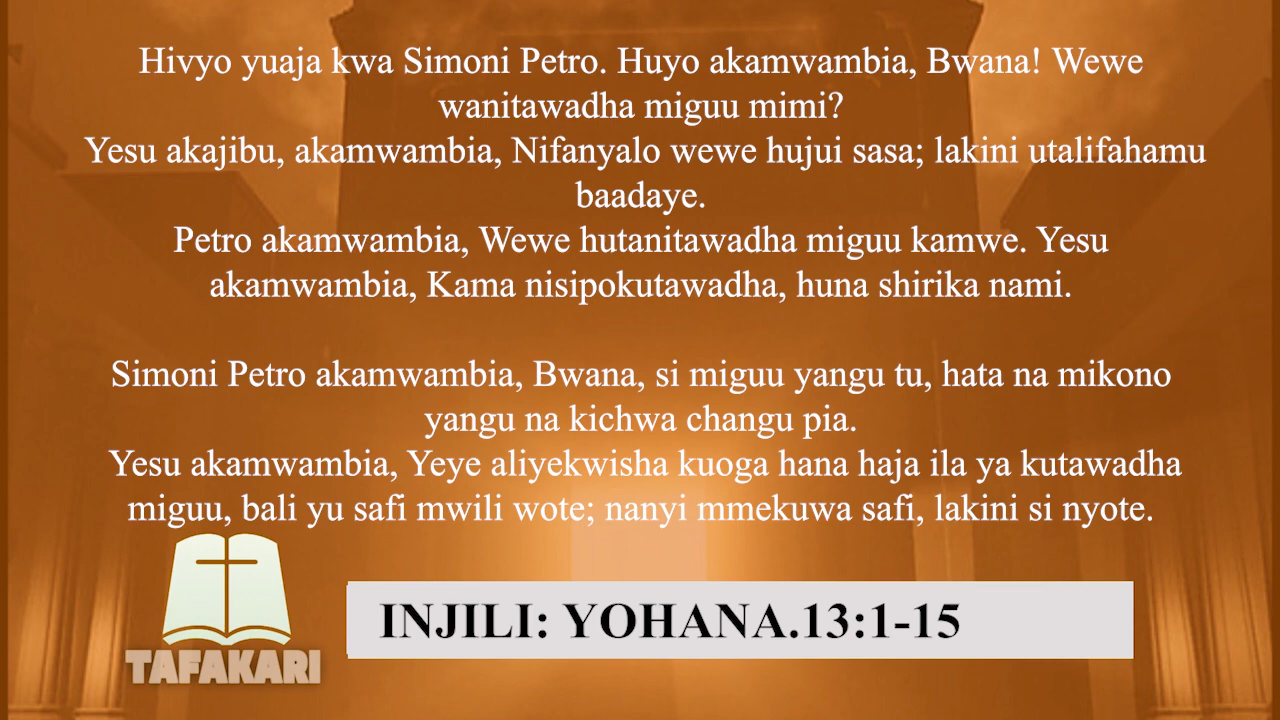 Hivyo yuaja kwa Simoni Petro. Huyo akamwambia, Bwana! Wewe
wanitawadha miguu mimi?
Yesu akajibu, akamwambia, Nifanyalo wewe hujui sasa; lakini utalifahamu
baadaye.
Petro akamwambia, Wewe hutanitawadha miguu kamwe. Yesu
akamwambia, Kama nisipokutawadha, huna shirika nami.
Simoni Petro akamwambia, Bwana, si miguu yangu tu, hata na mikono
yangu na kichwa changu pia.
Yesu akamwambia, Yeye aliyekwisha kuoga hana haja ila ya kutawadha
miguu, bali yu safi mwili wote; nanyi mmekuwa safi, lakini si nyote.
INJILI: YOHANA.13:1-15
TAFAKARI